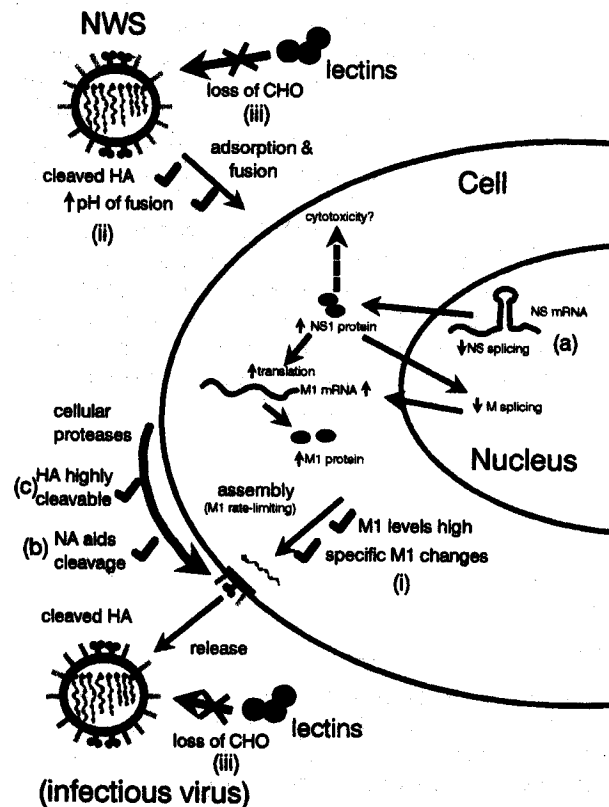 NWS
lectins
loss of CHO
(iii)
adsorption &
fusion
cleaved HA
↑pH of fusion
(ii)
Cell
cytotoxicity?
NS mRNA
↑ NS1 protein
↓NS splicing
(a)
↑translation
M1 mRNA ↑
↓ M splicing
↑M1 protein
Nucleus
cellular
proteases
(c) HA highly
cleavable
(b) NA aids
cleavage
assembly
(M1 rate-limiting)
M1 levels high
specific M1 changes
(i)
cleaved HA
release
lectins
loss of CHO
(iii)
(infectious virus)